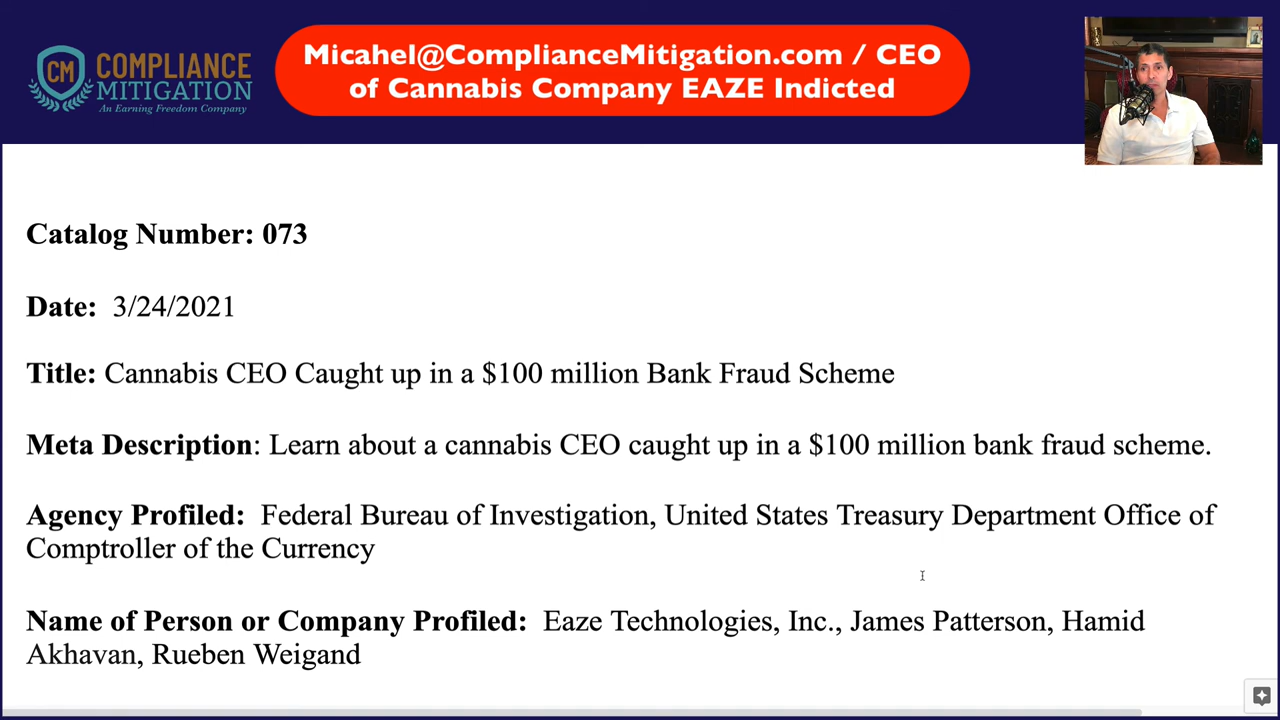 CM
COMPLIANCE
MITIGATION
An Earning Freedom Company
Micahel@ComplianceMitigation.com / CEO
of Cannabis Company EAZE Indicted
Catalog Number: 073
Date: 3/24/2021
Title: Cannabis CEO Caught up in a $100 million Bank Fraud Scheme
Meta Description: Learn about a cannabis CEO caught up in a $100 million bank fraud scheme.
Agency Profiled: Federal Bureau of Investigation, United States Treasury Department Office of
Comptroller of the Currency
Name of Person or Company Profiled: Eaze Technologies, Inc., James Patterson, Hamid
Akhavan, Rueben Weigand